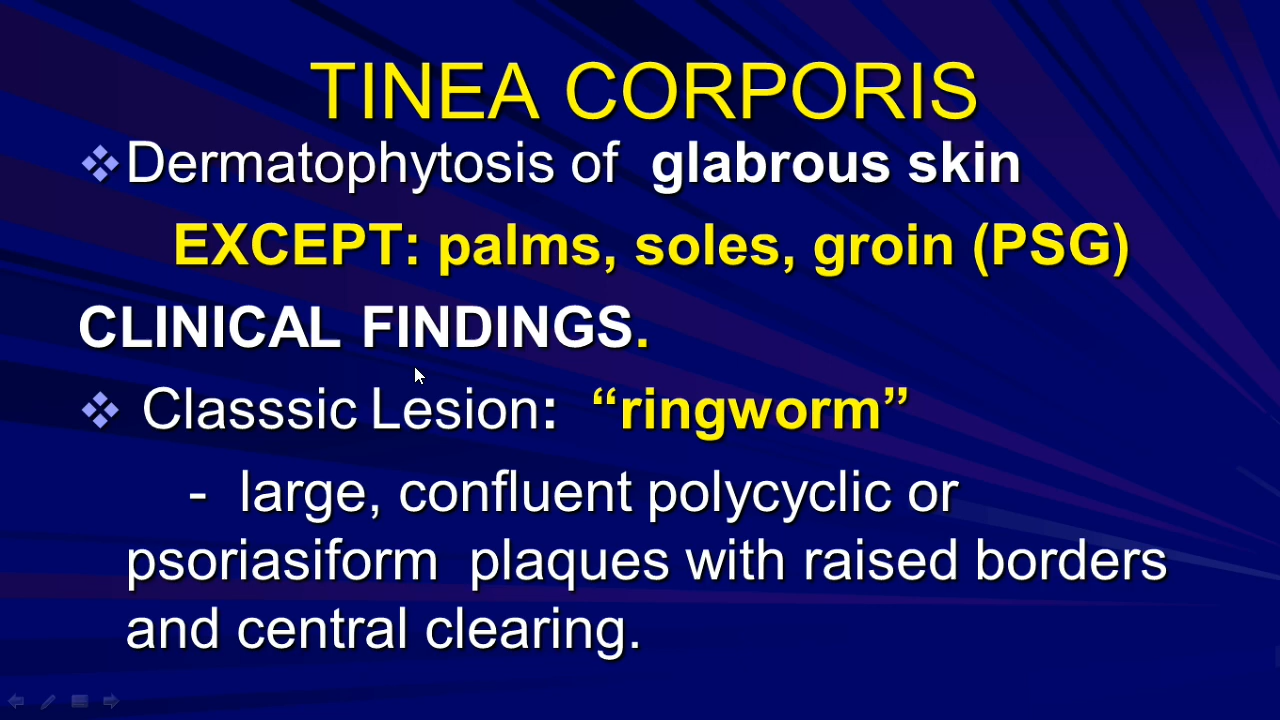 TINEA CORPORIS
Dermatophytosis of glabrous skin
EXCEPT: palms, soles, groin (PSG)
CLINICAL FINDINGS.
Classsic Lesion: “ringworm”
- large, confluent polycyclic or
psoriasiform plaques with raised borders
and central clearing.